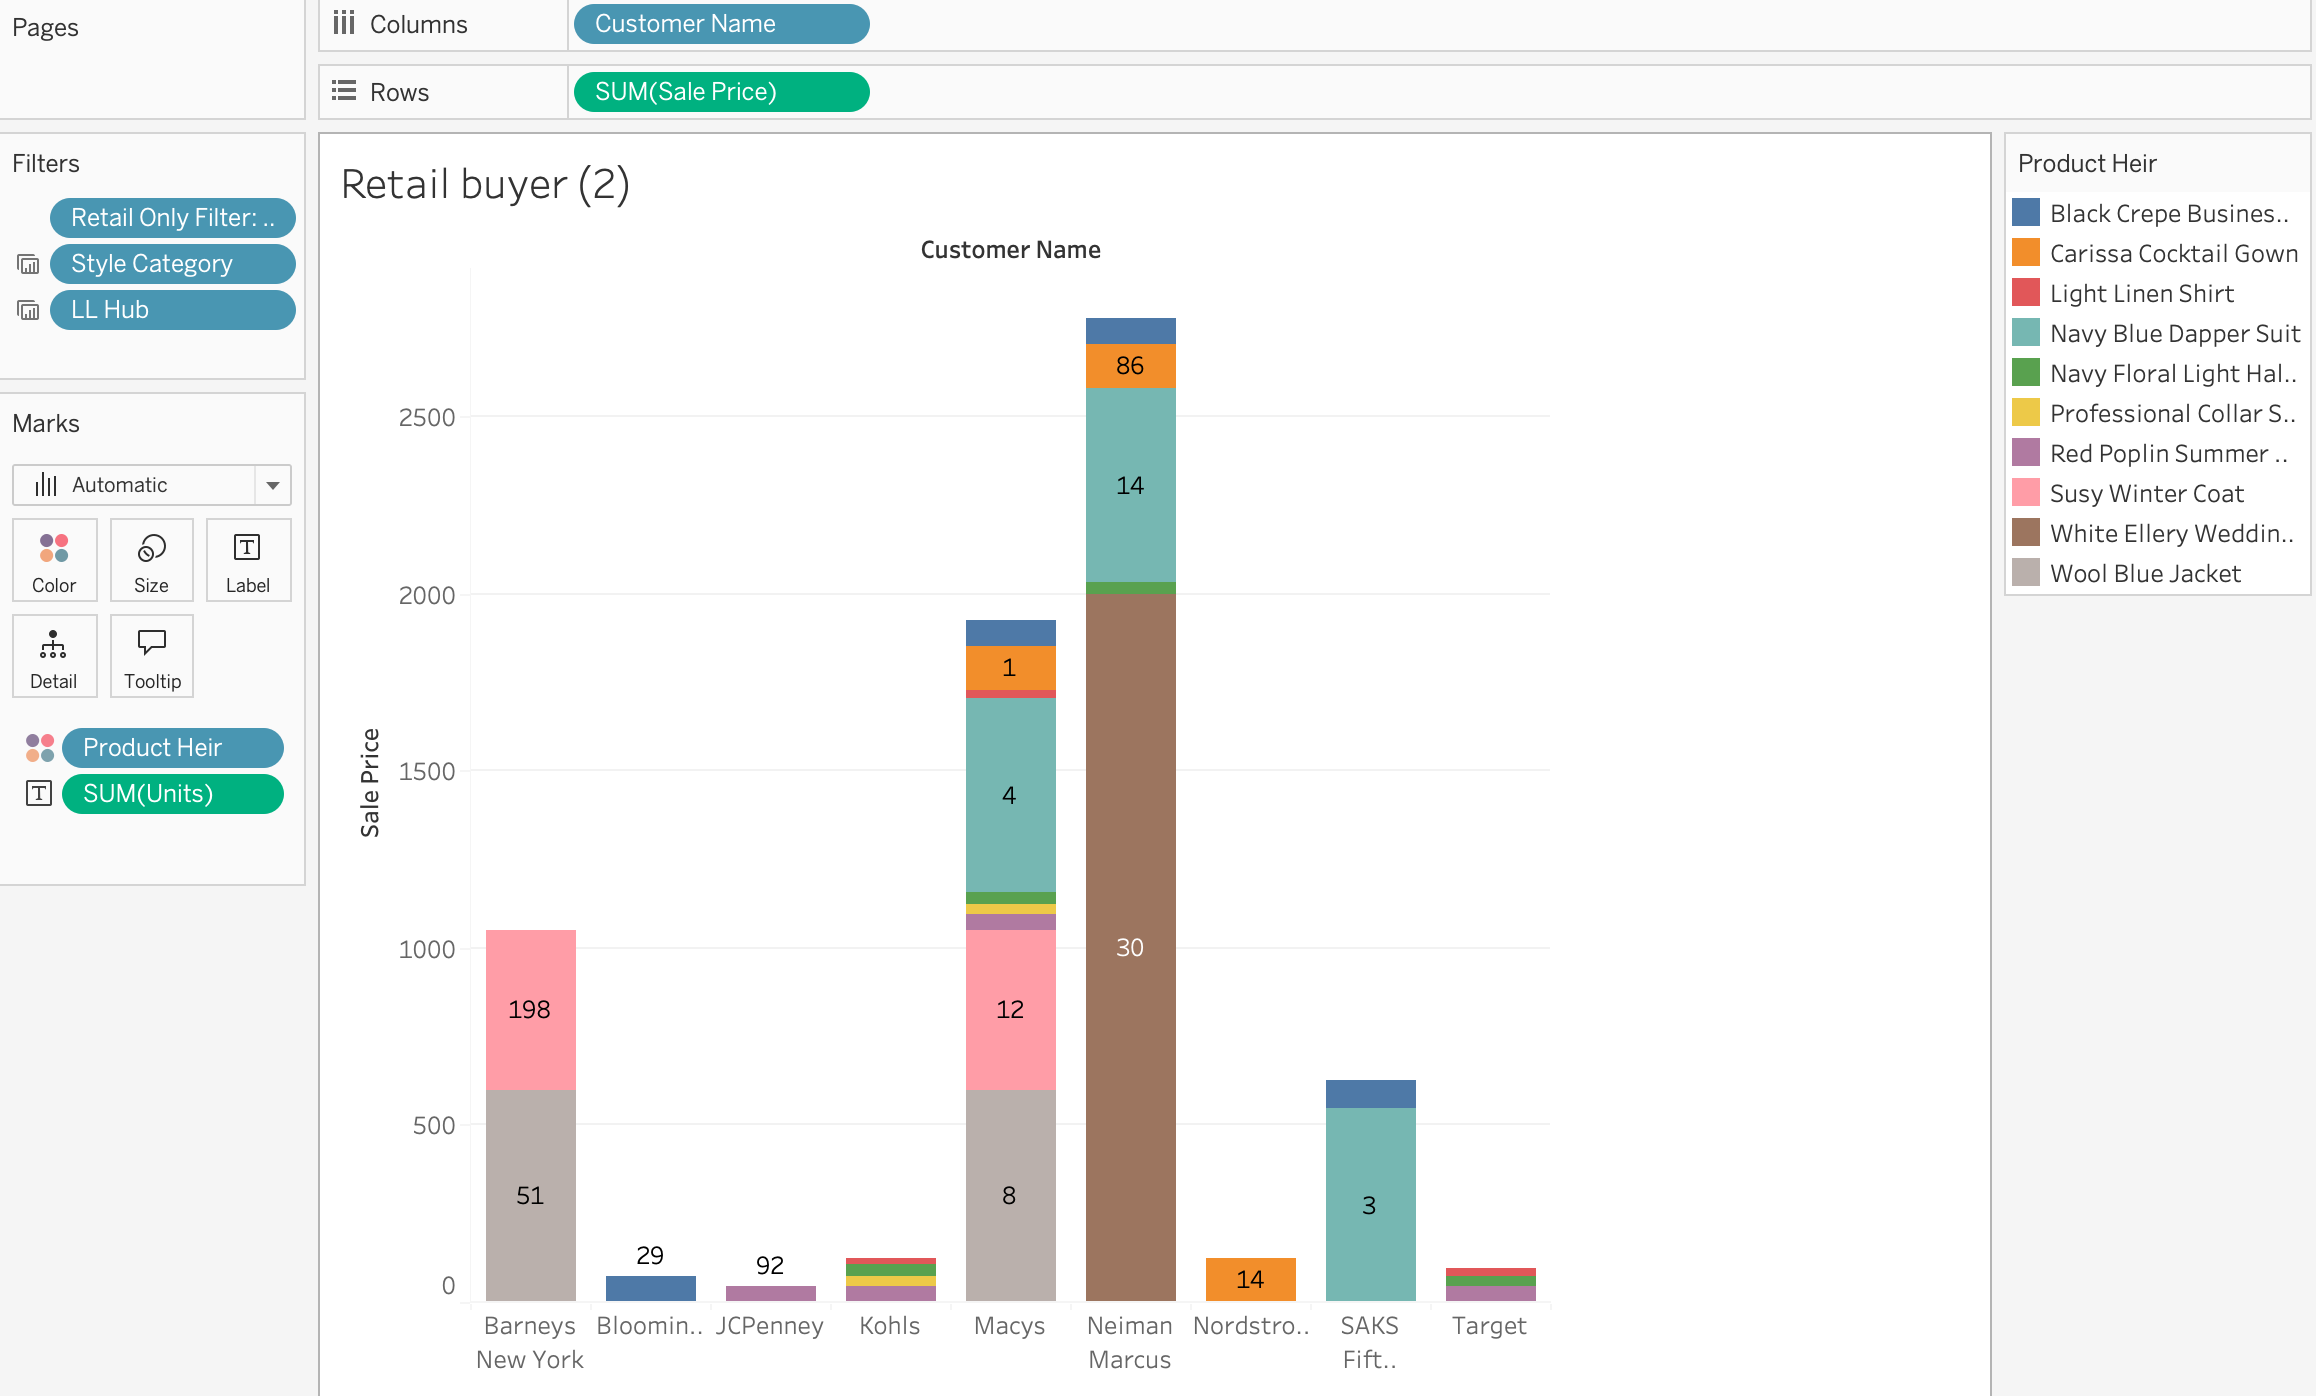 Pages
Columns
Customer Name
Rows
SUM(Sale Price)
Filters
Retail Only Filter: ..
Style Category
LL Hub
Marks
Automatic
Color
Size
Label
Detail
Tooltip
Product Heir
SUM(Units)
Retail buyer (2)
Customer Name
Sale Price
2500
2000
1500
1000
500
0
198
51
29
92
1
4
12
8
86
14
30
14
3
Barneys New York
Bloomin..
JCPenney
Kohls
Macys
Neiman Marcus
Nordstro..
SAKS Fift..
Target
Product Heir
Black Crepe Busines..
Carissa Cocktail Gown
Light Linen Shirt
Navy Blue Dapper Suit
Navy Floral Light Hal..
Professional Collar S..
Red Poplin Summer ..
Susy Winter Coat
White Ellery Weddin..
Wool Blue Jacket